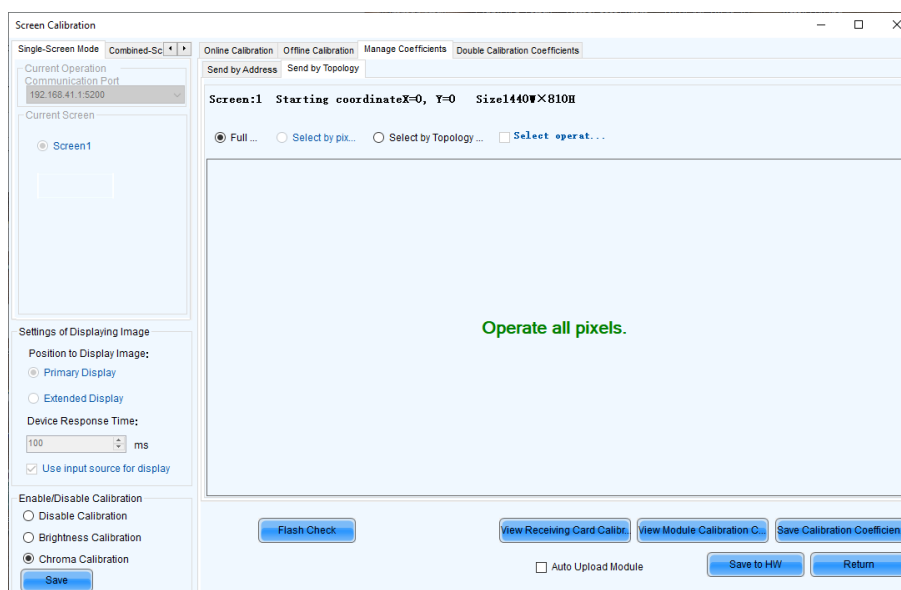 Screen Calibration
Single-Screen Mode Combined-Sc
Current Operation
Communication Port
192.168.41.1:5200
Current Screen
Screen1
Settings of Displaying Image
Position to Display Image:
Primary Display
Extended Display
Device Response Time:
100 ms
Use input source for display
Enable/Disable Calibration
Disable Calibration
Brightness Calibration
Chroma Calibration
Save
Online Calibration Offline Calibration Manage Coefficients Double Calibration Coefficients
Send by Address Send by Topology
Screen:1 Starting coordinateX=0, Y=0 Size1440W×810H
Full ... Select by pix... Select by Topology ... Select operat...
Operate all pixels.
Flash Check View Receiving Card Calibr. View Module Calibration C... Save Calibration Coefficien
Auto Upload Module Save to HW Return